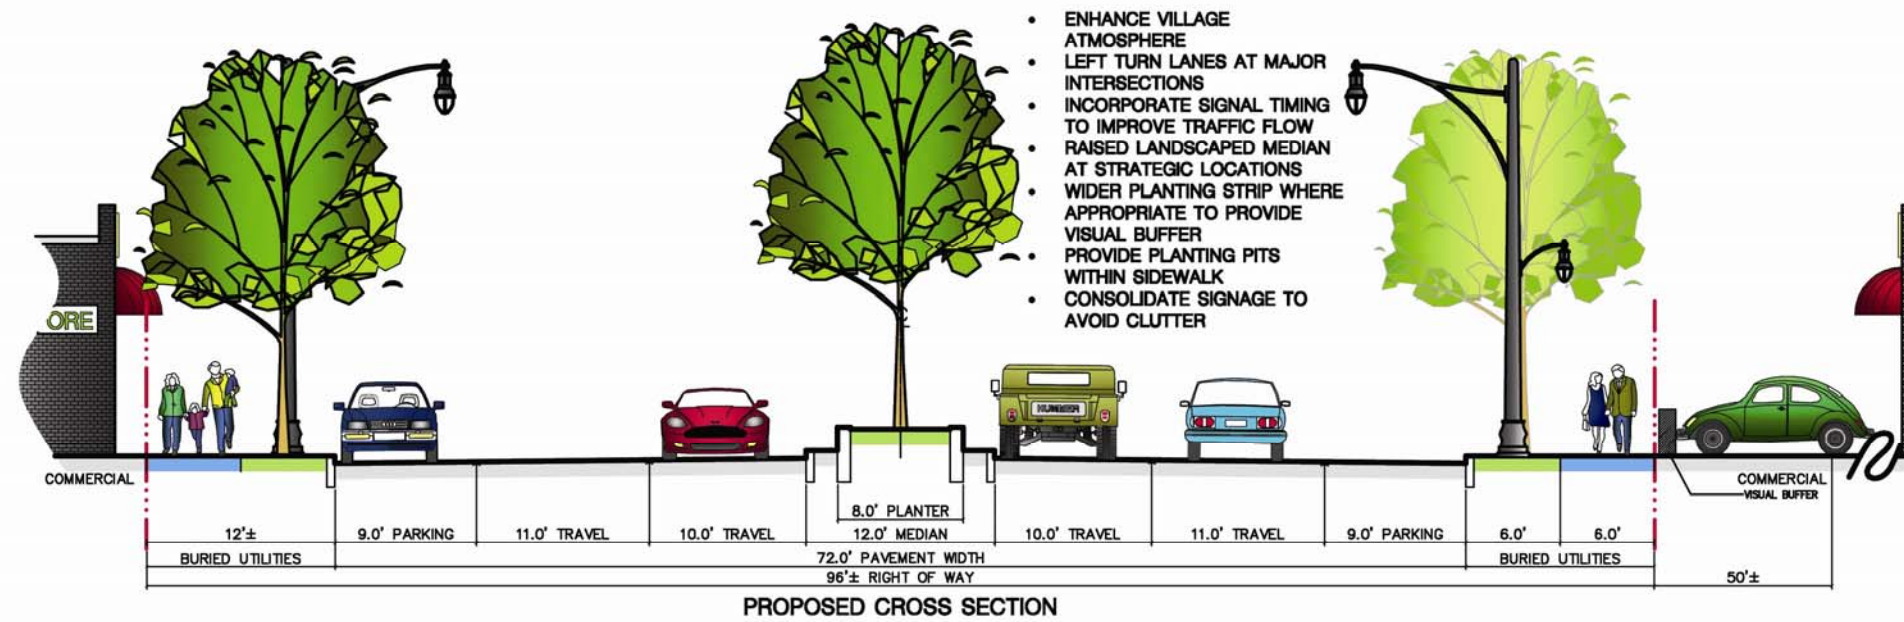 • ENHANCE VILLAGE
ATMOSPHERE
• LEFT TURN LANES AT MAJOR
INTERSECTIONS
• INCORPORATE SIGNAL TIMING
TO IMPROVE TRAFFIC FLOW
• RAISED LANDSCAPED MEDIAN
AT STRATEGIC LOCATIONS
• WIDER PLANTING STRIP WHERE
APPROPRIATE TO PROVIDE
VISUAL BUFFER
• PROVIDE PLANTING PITS
WITHIN SIDEWALK
• CONSOLIDATE SIGNAGE TO
AVOID CLUTTER
ORE
HUMMER
COMMERCIAL
COMMERCIAL
VISUAL BUFFER
8.0' PLANTER
12'± 9.0' PARKING 11.0' TRAVEL 10.0' TRAVEL 12.0' MEDIAN 10.0' TRAVEL 11.0' TRAVEL 9.0' PARKING 6.0' 6.0'
BURIED UTILITIES 72.0' PAVEMENT WIDTH BURIED UTILITIES
96'± RIGHT OF WAY 50'±
PROPOSED CROSS SECTION